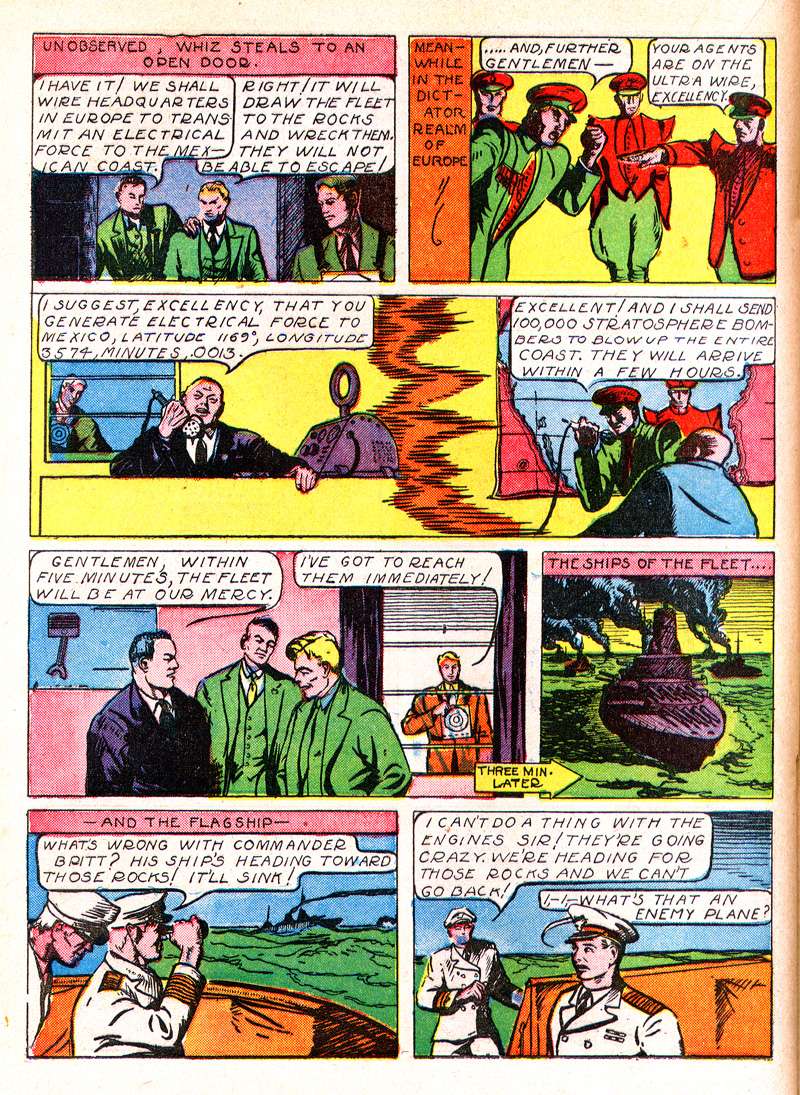 UNOBSERVED, WHIZ STEALS TO AN
OPEN DOOR.
I HAVE IT! WE SHALL
WIRE HEADQUARTERS
IN EUROPE TO TRANS-
MIT AN ELECTRICAL
FORCE TO THE MEX-
ICAN COAST.
RIGHT! IT WILL
DRAW THE FLEET
TO THE ROCKS
AND WRECK THEM.
THEY WILL NOT
BE ABLE TO ESCAPE!
MEAN-
WHILE
IN THE
DICT-
ATOR
REALM
OF
EUROPE
..... AND, FURTHER
GENTLEMEN —
YOUR AGENTS
ARE ON THE
ULTRA WIRE,
EXCELLENCY.
I SUGGEST, EXCELLENCY, THAT YOU
GENERATE ELECTRICAL FORCE TO
MEXICO, LATITUDE 1169°, LONGITUDE
3574, MINUTES, .0013.
EXCELLENT! AND I SHALL SEND
100,000 STRATOSPHERE BOM-
BERS TO BLOW UP THE ENTIRE
COAST. THEY WILL ARRIVE
WITHIN A FEW HOURS.
GENTLEMEN, WITHIN
FIVE MINUTES, THE FLEET
WILL BE AT OUR MERCY.
I'VE GOT TO REACH
THEM IMMEDIATELY!
THREE MIN.
LATER
THE SHIPS OF THE FLEET....
—AND THE FLAGSHIP—
WHATS WRONG WITH COMMANDER
BRITT? HIS SHIP'S HEADING TOWARD
THOSE ROCKS! IT'LL SINK!
I CAN'T DO A THING WITH THE
ENGINES SIR! THEY'RE GOING
CRAZY. WE'RE HEADING FOR
THOSE ROCKS AND WE CAN'T
GO BACK!
I-I-WHAT'S THAT AN
ENEMY PLANE?